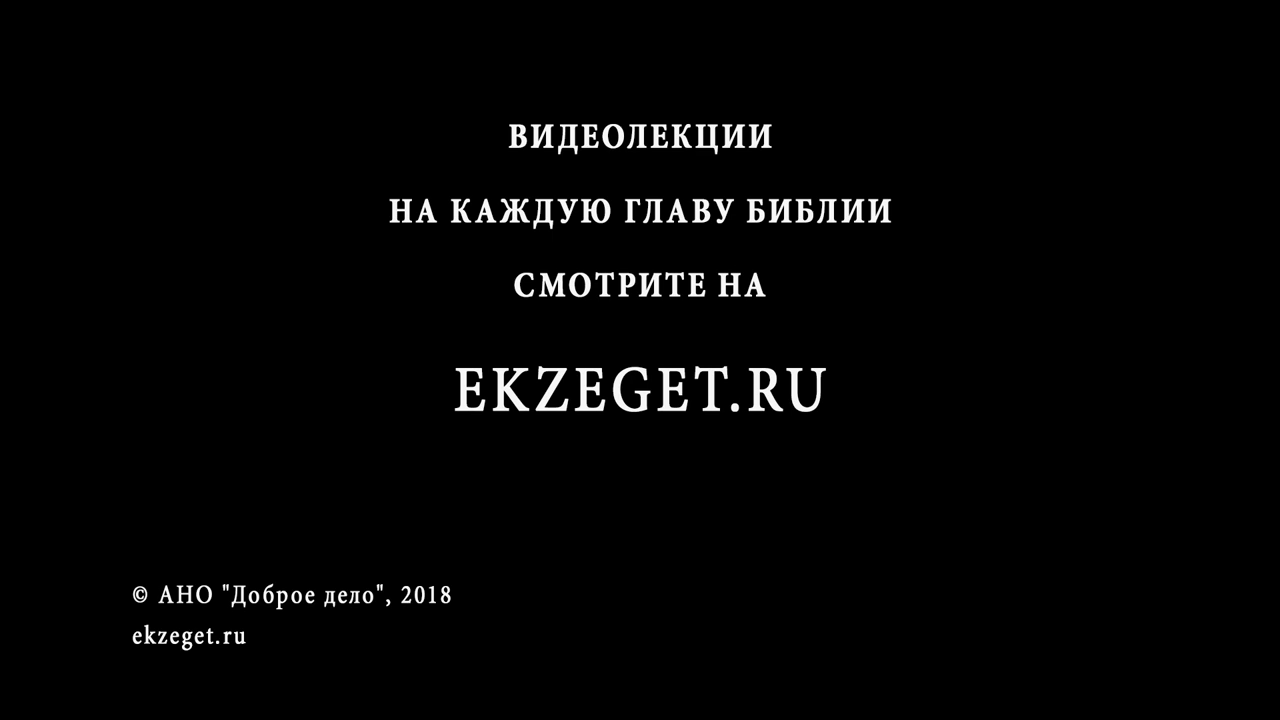 ВИДЕОЛЕКЦИИ
НА КАЖДУЮ ГЛАВУ БИБЛИИ
СМОТРИТЕ НА
EKZEGET.RU
© АНО "Доброе дело", 2018
ekzeget.ru